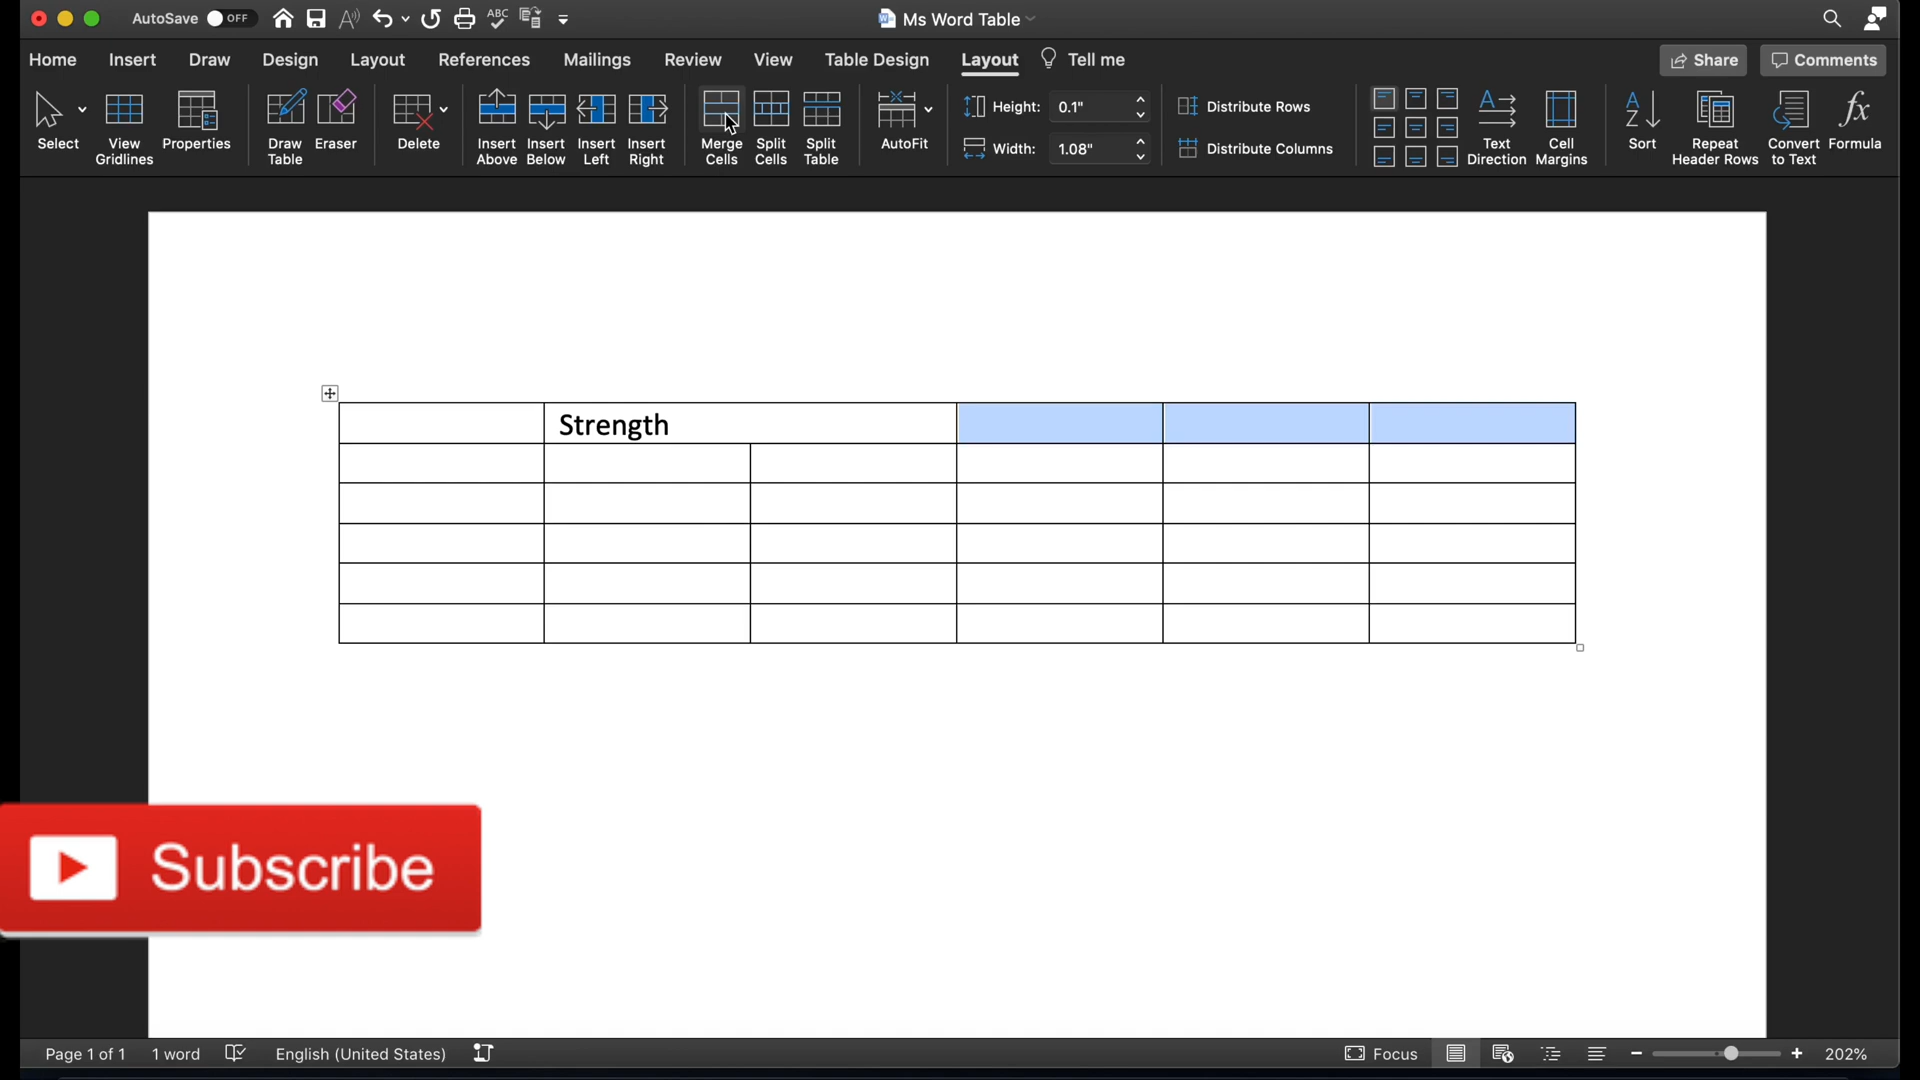 AutoSave OFF ABC Ms Word Table
Home Insert Draw Design Layout References Mailings Review View Table Design Layout Tell me Share Comments
Select View Gridlines Properties Draw Table Eraser Delete Insert Above Insert Below Insert Left Insert Right Merge Cells Split Cells Split Table AutoFit
Height: 0.1" Distribute Rows
Width: 1.08" Distribute Columns
Text Direction Cell Margins Sort Repeat Header Rows Convert to Text Formula
Strength
Subscribe
Page 1 of 1 1 word English (United States) Focus 202%